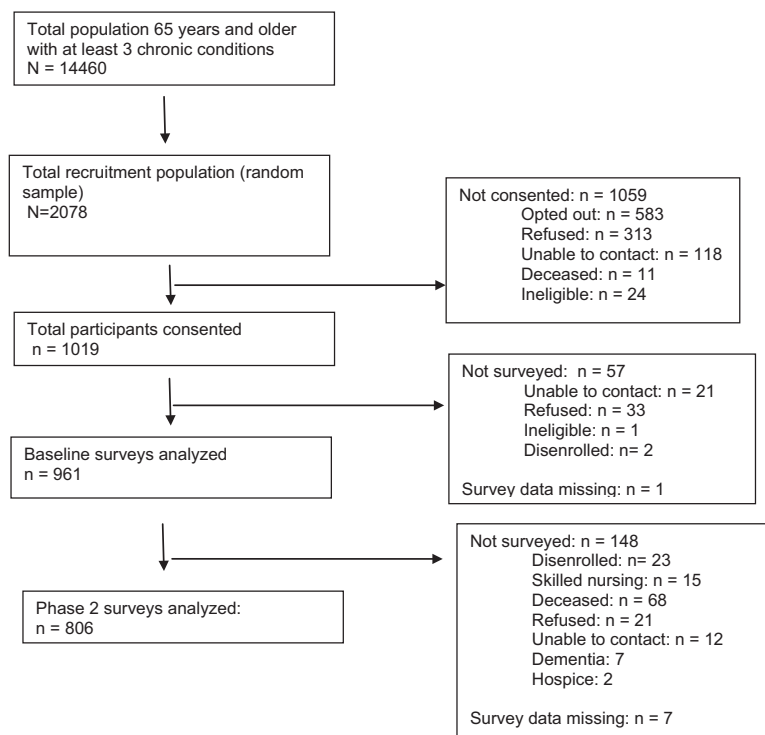 Total population 65 years and older
with at least 3 chronic conditions
N = 14460
Total recruitment population (random
sample)
N=2078
Not consented: n = 1059
Opted out: n = 583
Refused: n = 313
Unable to contact: n = 118
Deceased: n = 11
Ineligible: n = 24
Total participants consented
n = 1019
Not surveyed: n = 57
Unable to contact: n = 21
Refused: n = 33
Ineligible: n = 1
Disenrolled: n= 2
Survey data missing: n = 1
Baseline surveys analyzed
n = 961
Not surveyed: n = 148
Disenrolled: n= 23
Skilled nursing: n = 15
Deceased: n = 68
Refused: n = 21
Unable to contact: n = 12
Dementia: 7
Hospice: 2
Survey data missing: n = 7
Phase 2 surveys analyzed:
n = 806